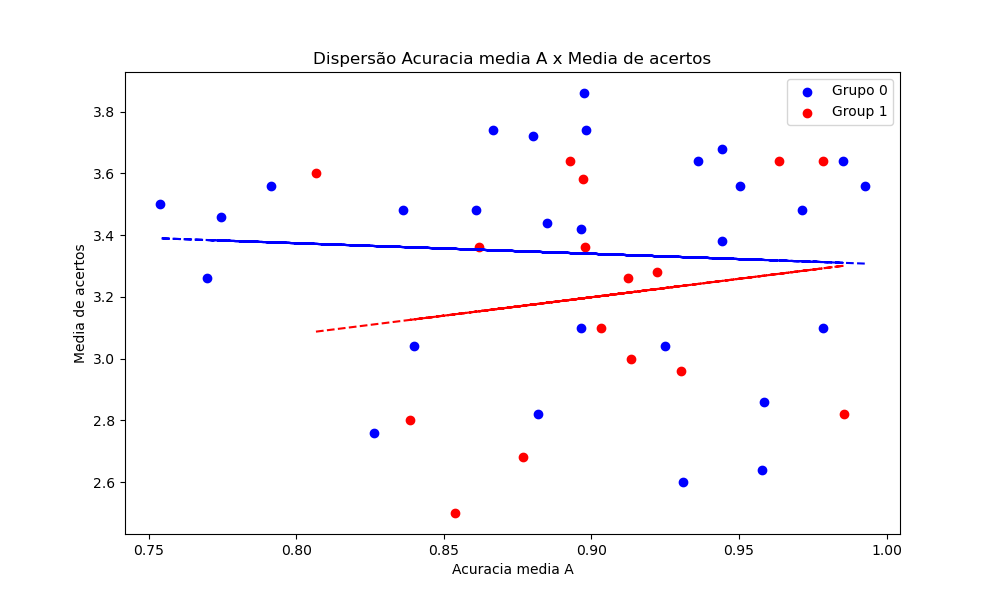 Dispersão Acuracia media A x Media de acertos
Grupo 0
Group 1
3.8
3.6
3.4
3.2
3.0
2.8
2.6
Media de acertos
0.75 0.80 0.85 0.90 0.95 1.00
Acuracia media A